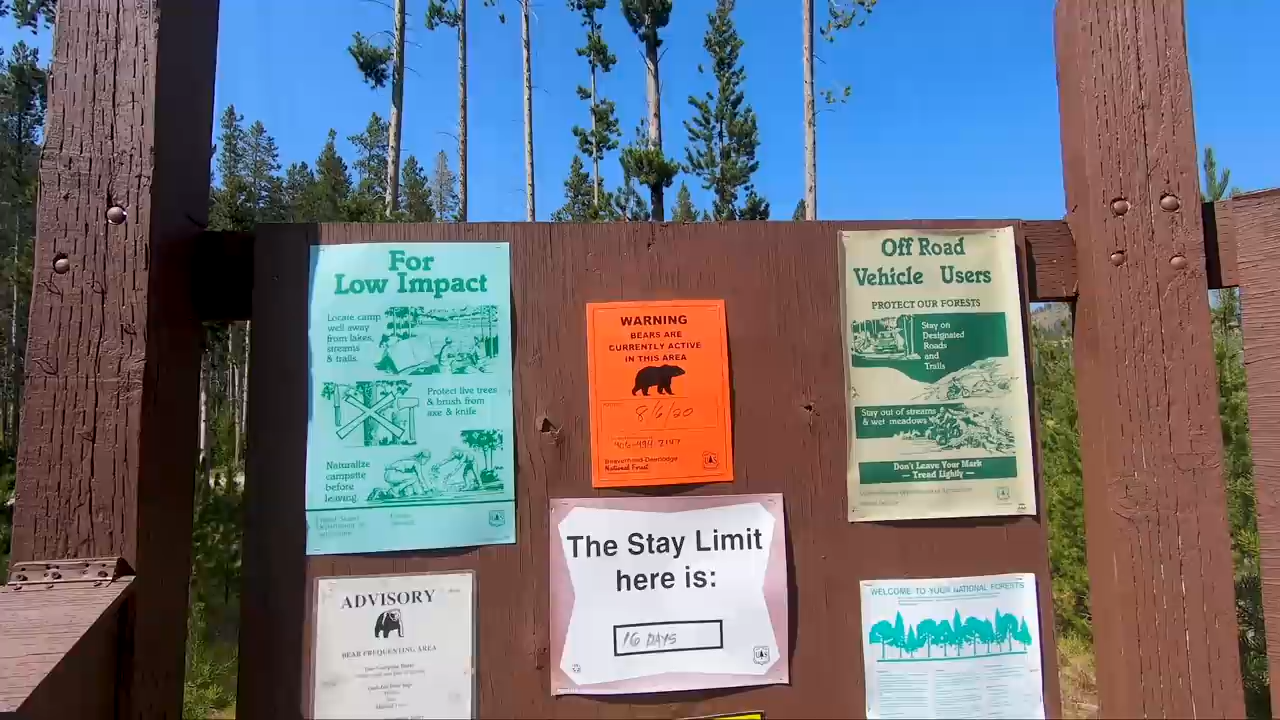 For
Low Impact
Locate camp
well away
from lakes,
streams
& trails.
Protect live trees
& brush from
axe & knife
Naturalize
campsite
before
leaving.
WARNING
BEARS ARE
CURRENTLY ACTIVE
IN THIS AREA
8/6/20
406-494-2147
Beaverhead-Deerlodge
National Forest
Off Road
Vehicle Users
PROTECT OUR FORESTS
Stay on
Designated
Roads
and
Trails
Stay out of streams
& wet meadows
Don't Leave Your Mark
— Tread Lightly —
The Stay Limit
here is:
16 DAYS
ADVISORY
BEAR FREQUENTING AREA
WELCOME TO YOUR NATIONAL FORESTS